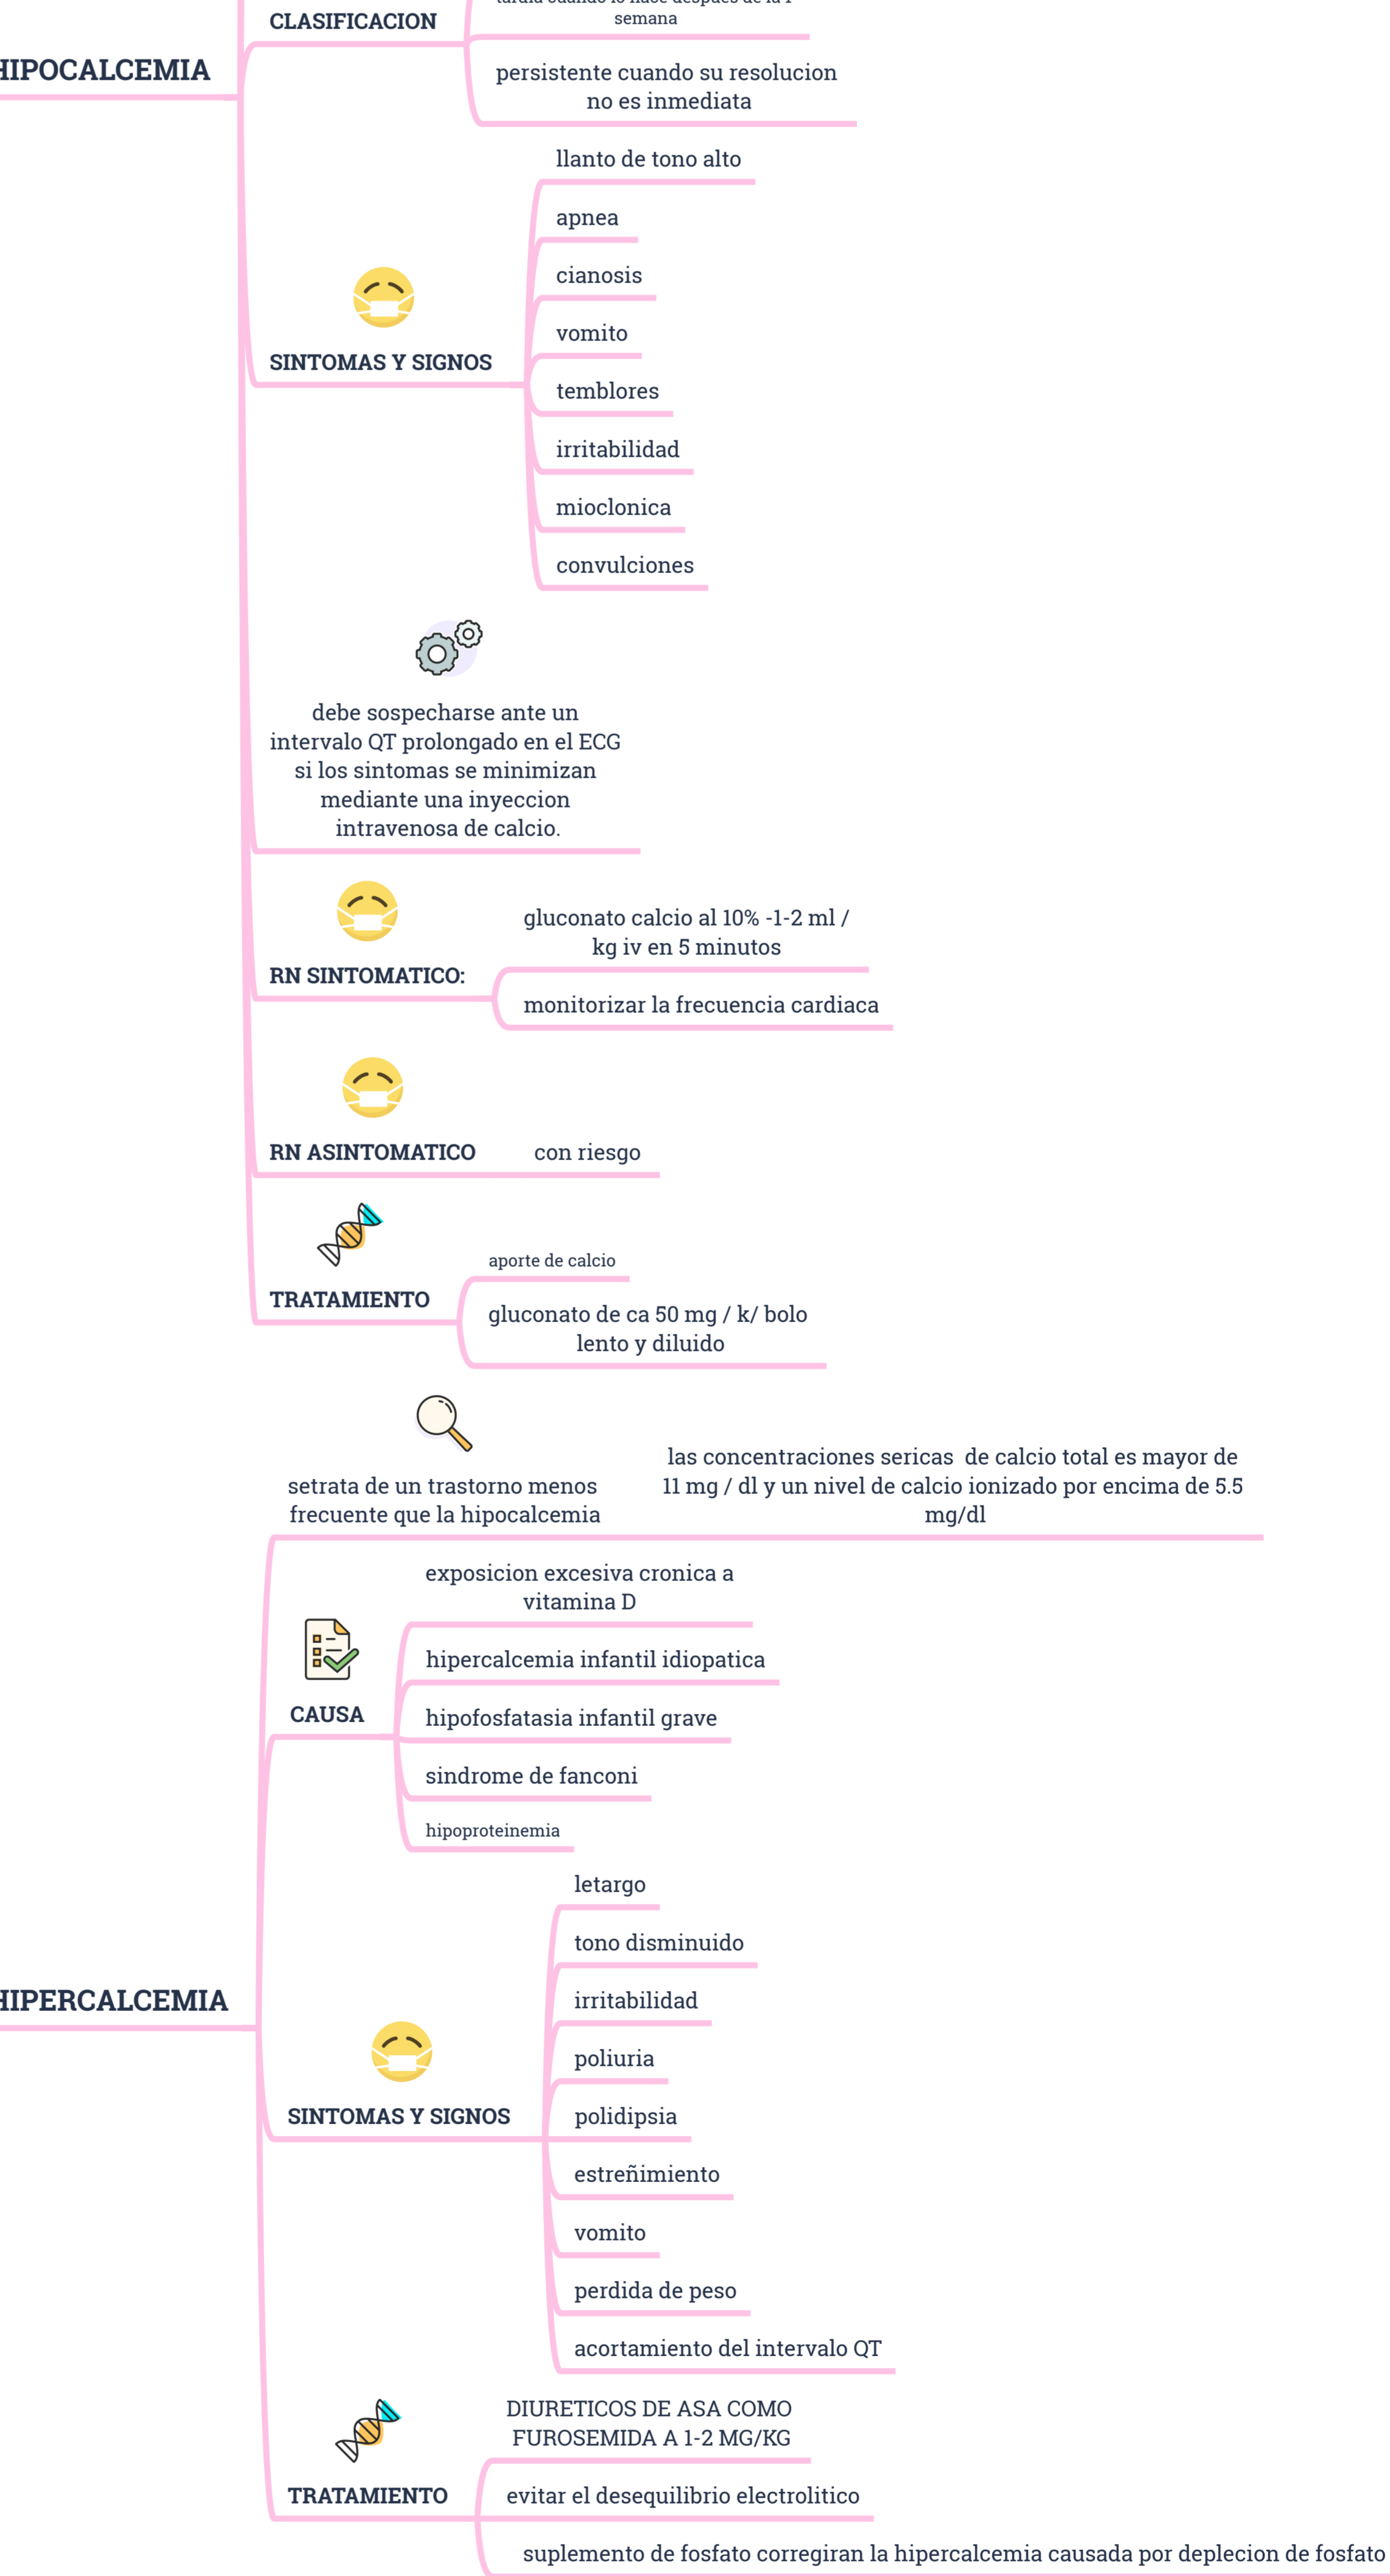 HIPOCALCEMIA
CLASIFICACION
semana
persistente cuando su resolucion
no es inmediata
SINTOMAS Y SIGNOS
llanto de tono alto
apnea
cianosis
vomito
temblores
irritabilidad
mioclonica
convulciones
debe sospecharse ante un
intervalo QT prolongado en el ECG
si los sintomas se minimizan
mediante una inyeccion
intravenosa de calcio.
RN SINTOMATICO:
gluconato calcio al 10% -1-2 ml /
kg iv en 5 minutos
monitorizar la frecuencia cardiaca
RN ASINTOMATICO
con riesgo
TRATAMIENTO
aporte de calcio
gluconato de ca 50 mg / k/ bolo
lento y diluido
HIPERCALCEMIA
setrata de un trastorno menos
frecuente que la hipocalcemia
las concentraciones sericas  de calcio total es mayor de
11 mg / dl y un nivel de calcio ionizado por encima de 5.5
mg/dl
CAUSA
exposicion excesiva cronica a
vitamina D
hipercalcemia infantil idiopatica
hipofosfatasia infantil grave
sindrome de fanconi
hipoproteinemia
SINTOMAS Y SIGNOS
letargo
tono disminuido
irritabilidad
poliuria
polidipsia
estreñimiento
vomito
perdida de peso
acortamiento del intervalo QT
TRATAMIENTO
DIURETICOS DE ASA COMO
FUROSEMIDA A 1-2 MG/KG
evitar el desequilibrio electrolitico
suplemento de fosfato corregiran la hipercalcemia causada por deplecion de fosfato